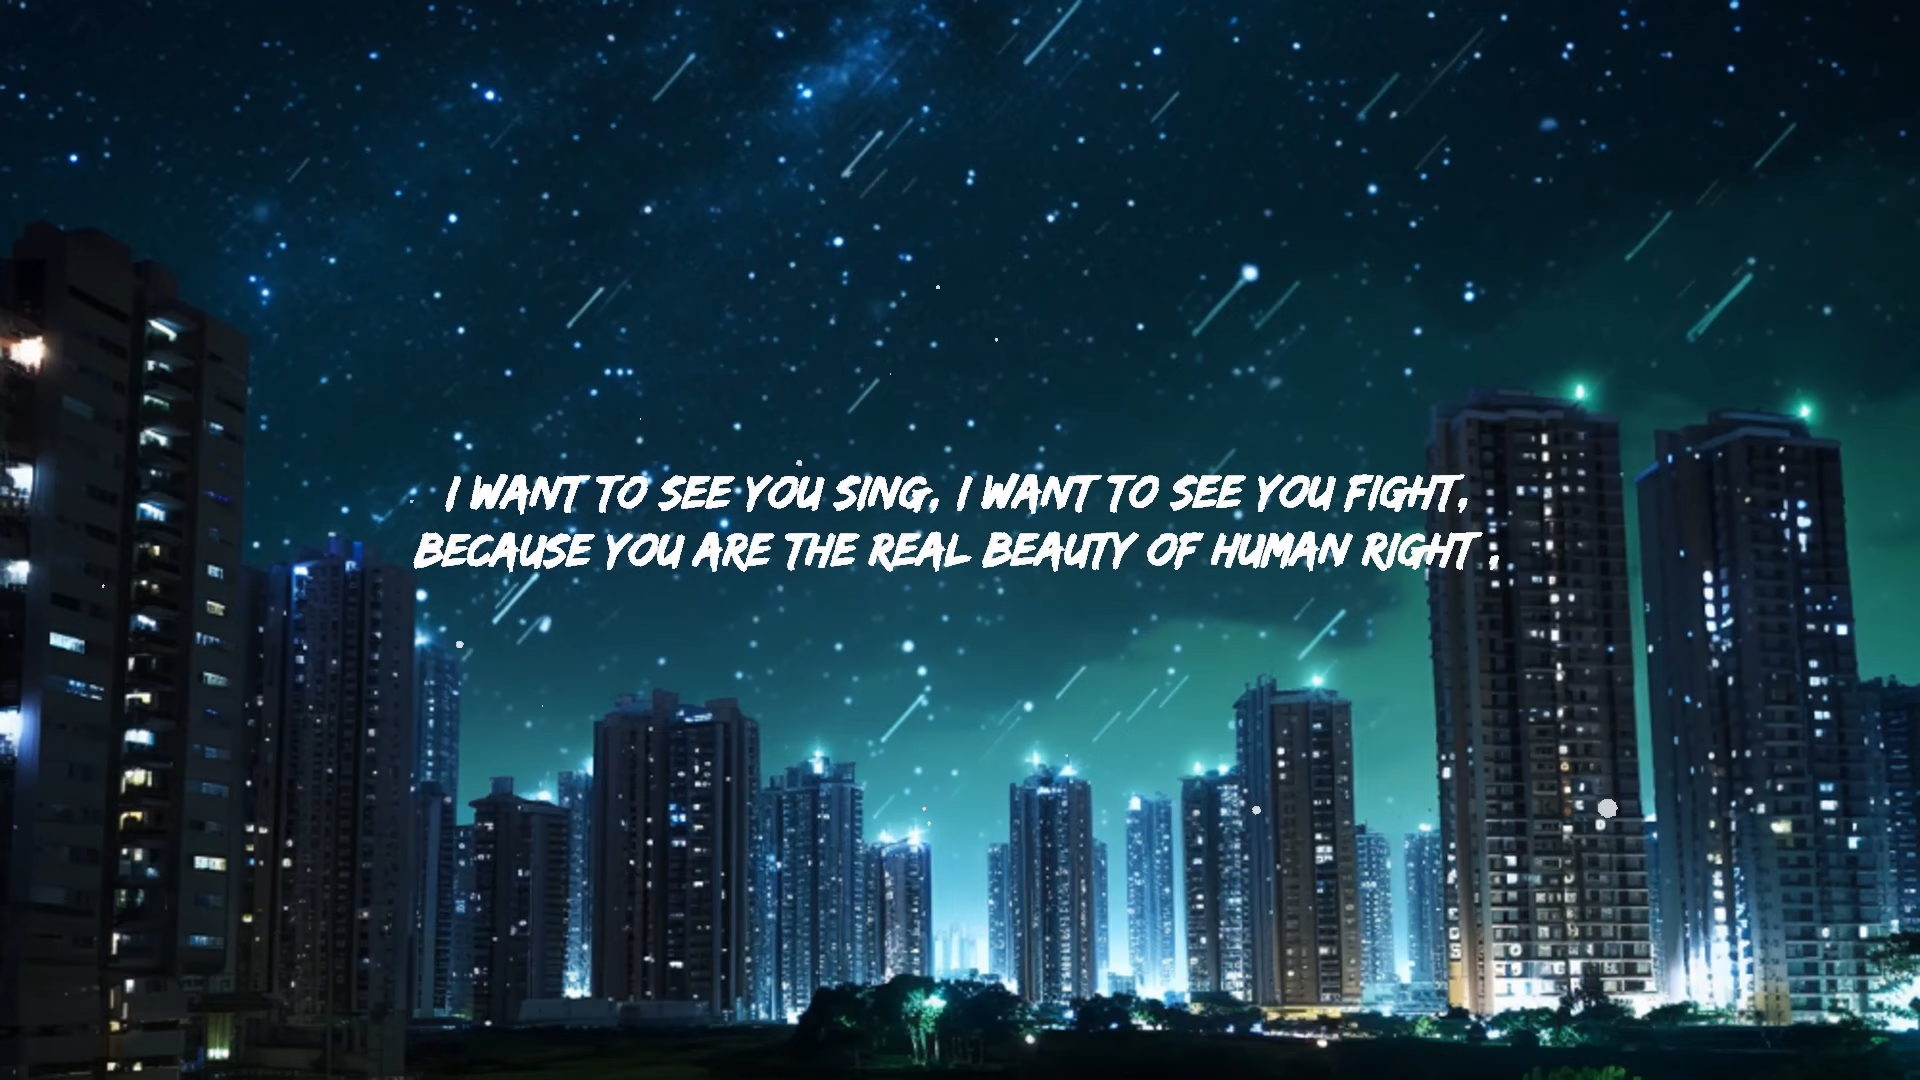 I WANT TO SEE YOU SING, I WANT TO SEE YOU FIGHT,
BECAUSE YOU ARE THE REAL BEAUTY OF HUMAN RIGHT .